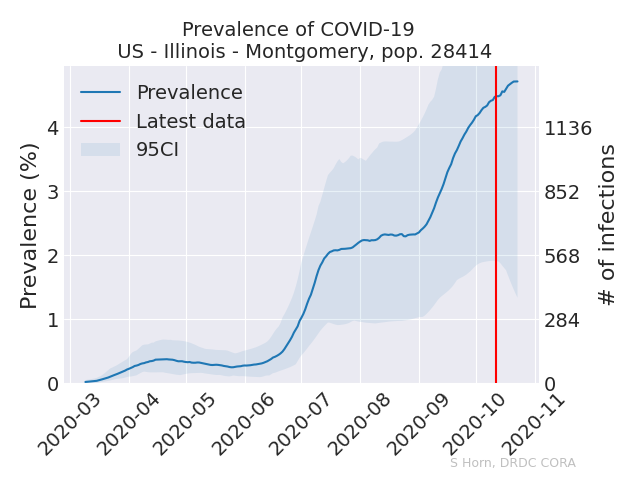 Prevalence of COVID-19
US - Illinois - Montgomery, pop. 28414
Prevalence
Latest data
95CI
Prevalence (%)
4
3
2
1
0
1136
852
568
284
0
# of infections
2020-03
2020-04
2020-05
2020-06
2020-07
2020-08
2020-09
2020-10
2020-11
S Horn, DRDC CORA